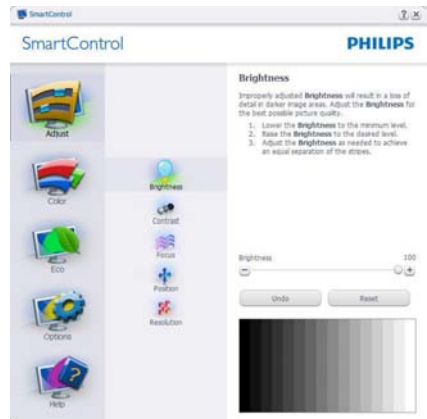 SmartControl
SmartControl
PHILIPS
Adjust
Color
Eco
Options
Help
Brightness
Contrast
Focus
Position
Resolution
Brightness
Improperly adjusted Brightness will result in a loss of
detail in darker image areas. Adjust the Brightness for
the best possible picture quality.
1. Lower the Brightness to the minimum level.
2. Raise the Brightness to the desired level.
3. Adjust the Brightness as needed to achieve
an equal separation of the stripes.
Brightness 100
Undo Reset